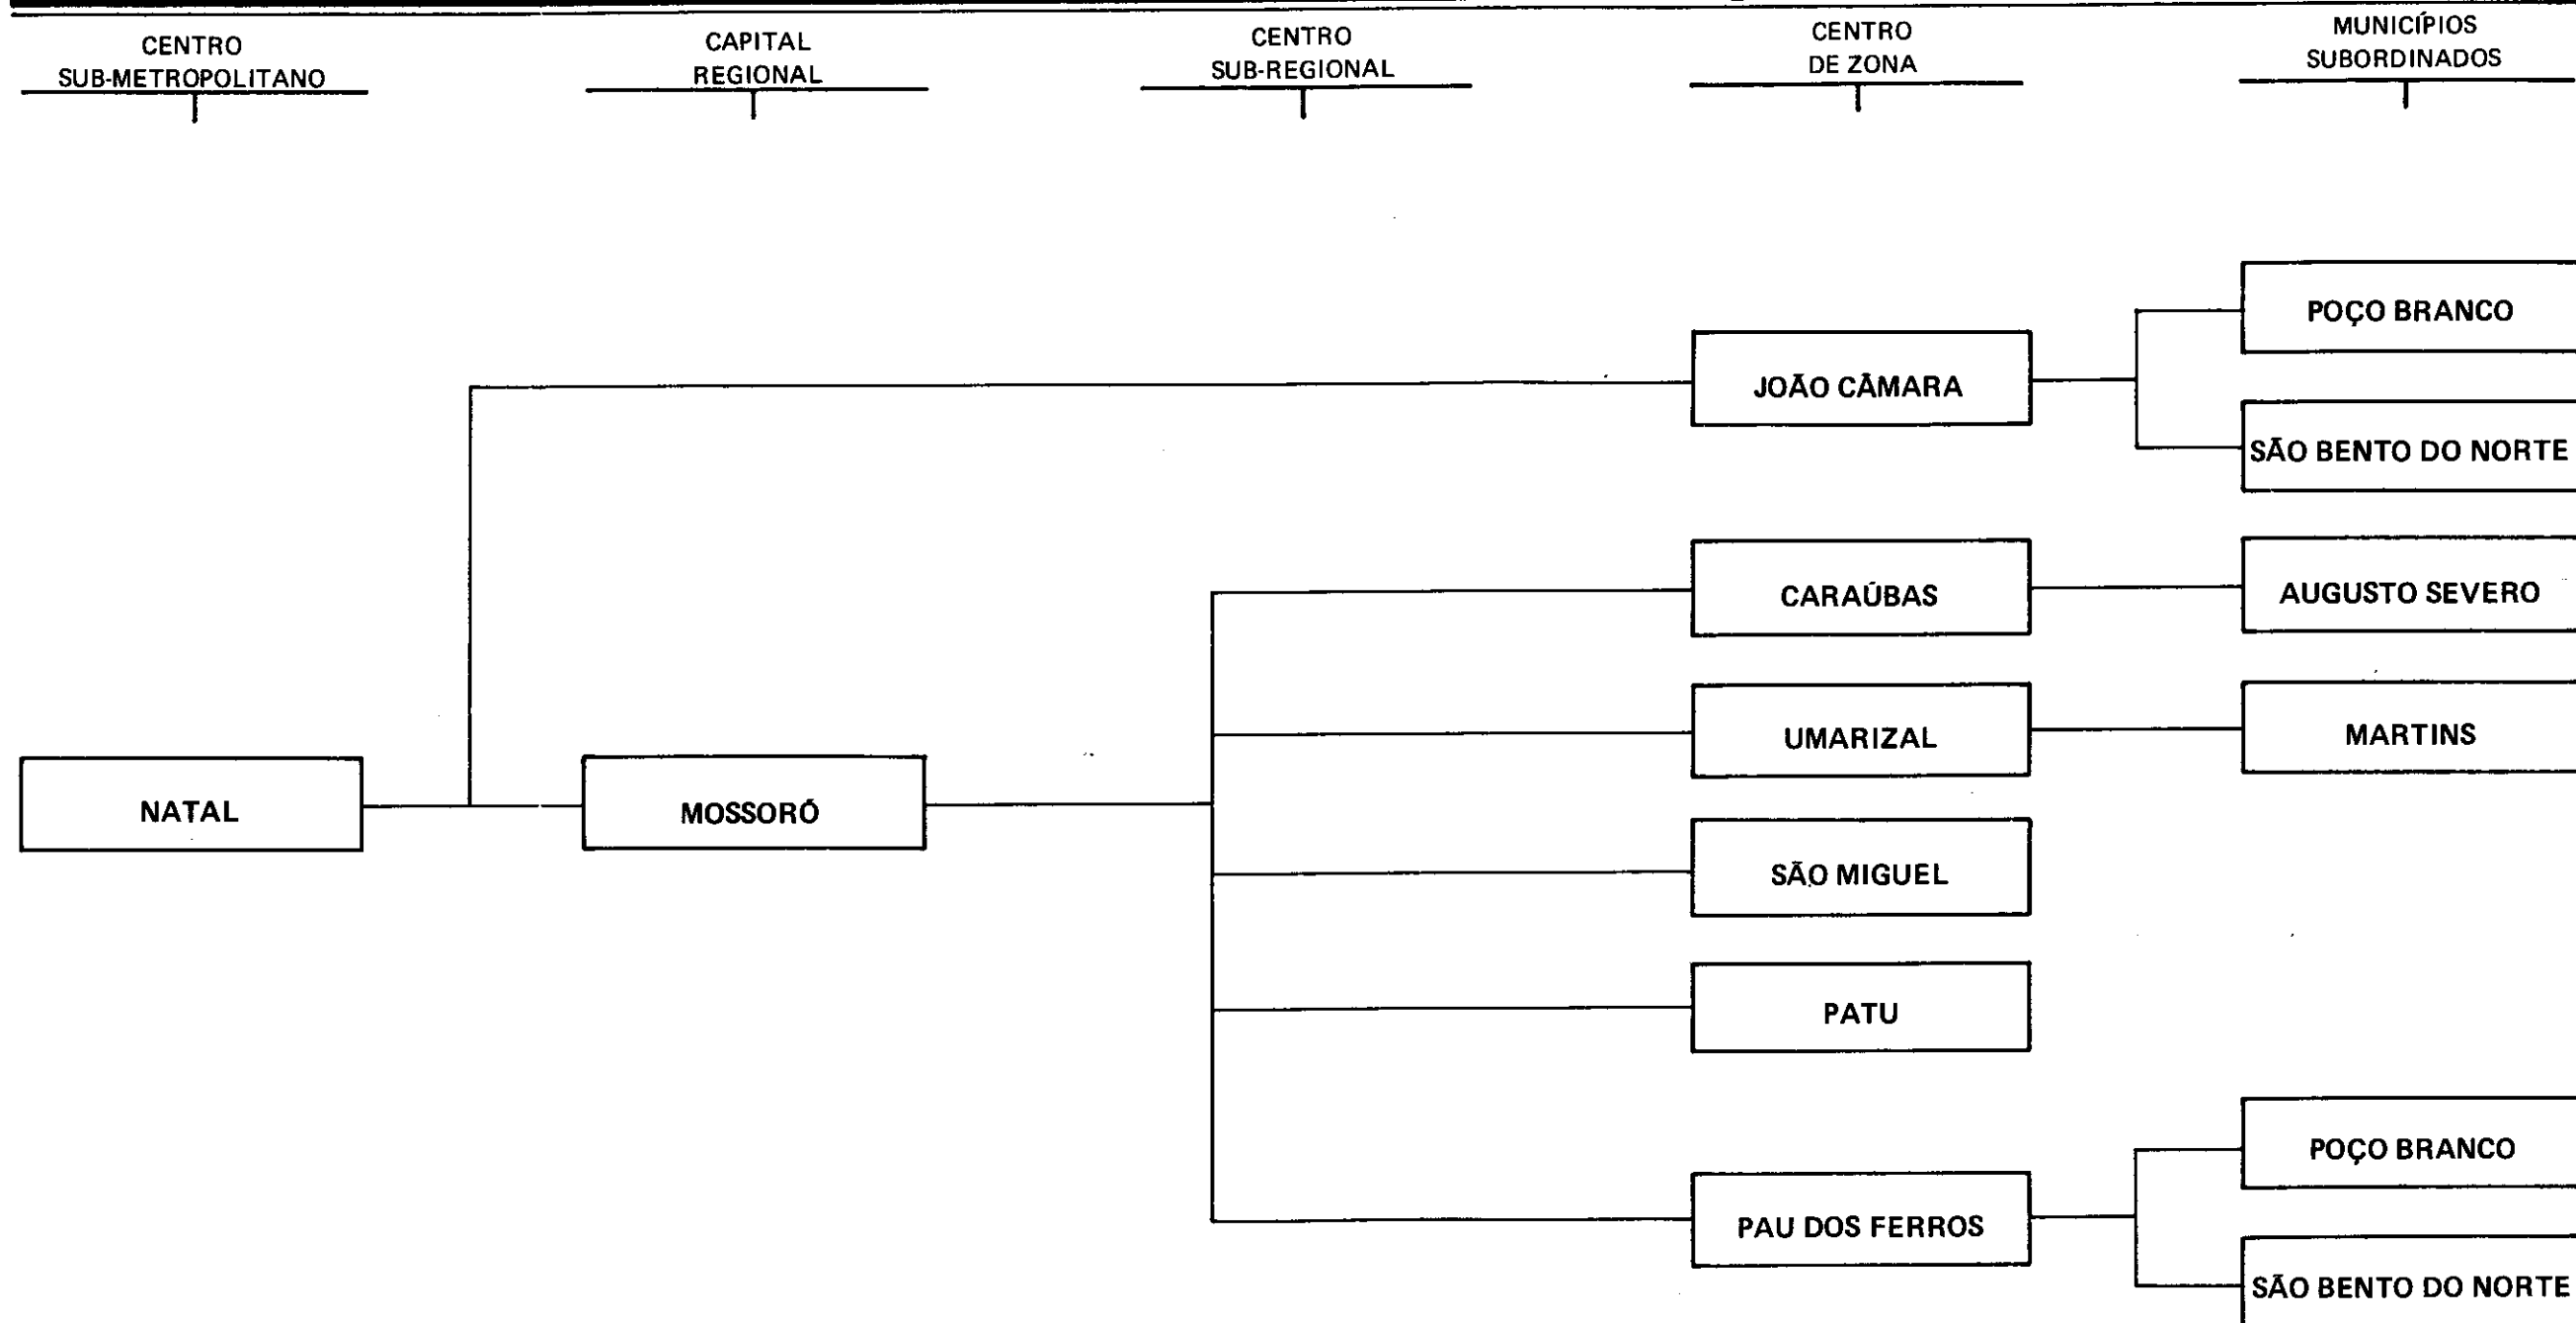 CENTRO
SUB-METROPOLITANO
CAPITAL
REGIONAL
CENTRO
SUB-REGIONAL
CENTRO
DE ZONA
MUNICÍPIOS
SUBORDINADOS
POÇO BRANCO
JOÃO CÂMARA
SÃO BENTO DO NORTE
CARAÚBAS
AUGUSTO SEVERO
UMARIZAL
MARTINS
NATAL
MOSSORÓ
SÃO MIGUEL
PATU
POÇO BRANCO
PAU DOS FERROS
SÃO BENTO DO NORTE